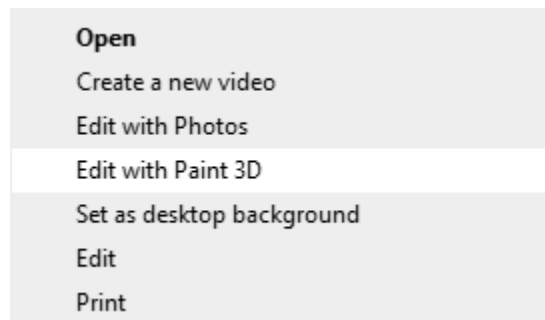 Open
Create a new video
Edit with Photos
Edit with Paint 3D
Set as desktop background
Edit
Print